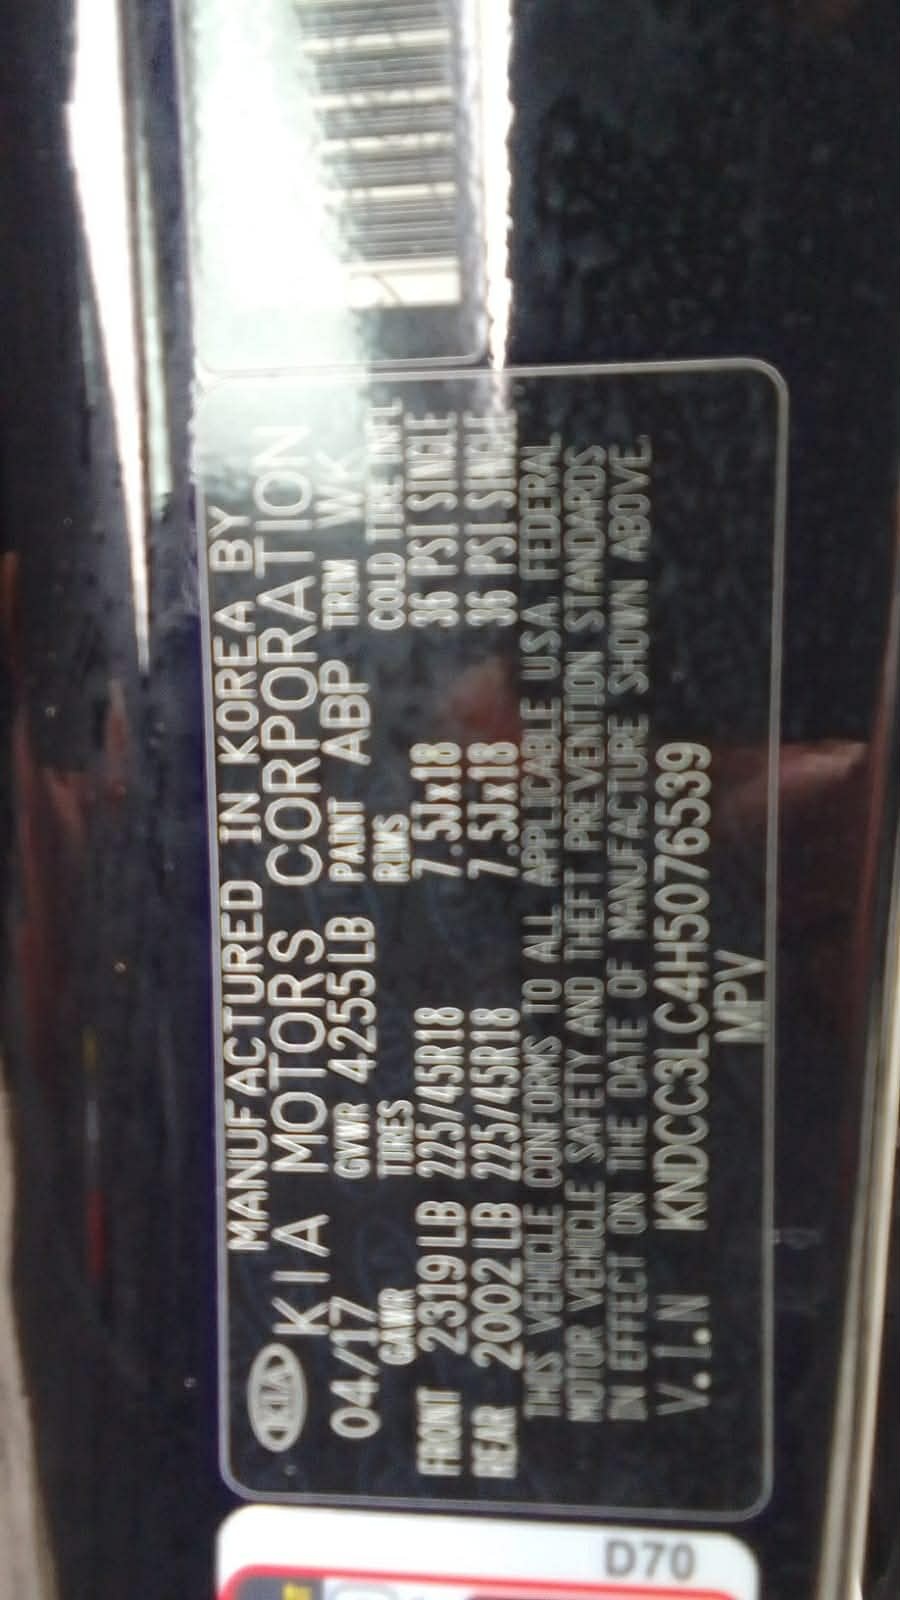 KIA
MANUFACTURED IN KOREA BY
KIA MOTORS CORPORATION
04/17 GVWR 4255LB PAINT ABP TRIM WK
GAWR TIRES RIMS COLD TIRE INFL.
FRONT 2319LB 225/45R18 7.5Jx18 36 PSI SINGLE
REAR 2002LB 225/45R18 7.5Jx18 36 PSI SINGLE
THIS VEHICLE CONFORMS TO ALL APPLICABLE U.S.A. FEDERAL
MOTOR VEHICLE SAFETY AND THEFT PREVENTION STANDARDS
IN EFFECT ON THE DATE OF MANUFACTURE SHOWN ABOVE.
V.I.N KNDCC3LC4H5076539
MPV
D70